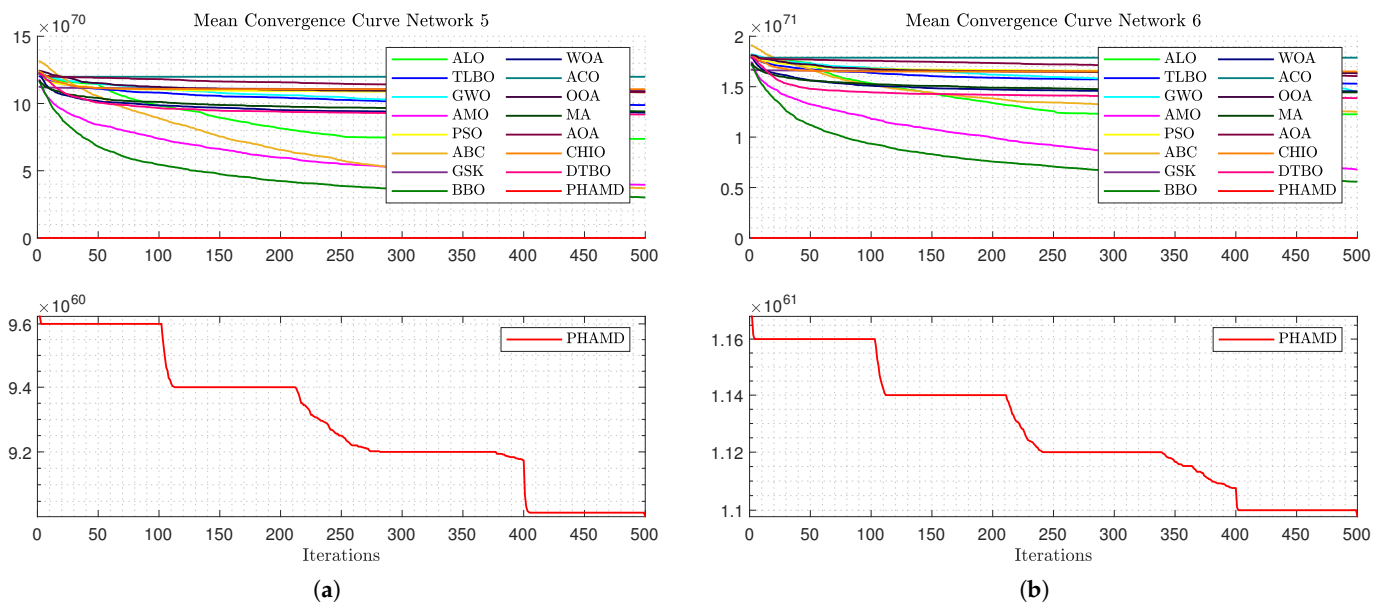 Mean Convergence Curve Network 5
×10^70
15
10
5
0
0 50 100 150 200 250 300 350 400 450 500
ALO WOA
TLBO ACO
GWO OOA
AMO MA
PSO AOA
ABC CHIO
GSK DTBO
BBO PHAMD
×10^60
9.6
9.4
9.2
0 50 100 150 200 250 300 350 400 450 500
PHAMD
Iterations
(a)
Mean Convergence Curve Network 6
×10^71
2
1.5
1
0.5
0
0 50 100 150 200 250 300 350 400 450 500
ALO WOA
TLBO ACO
GWO OOA
AMO MA
PSO AOA
ABC CHIO
GSK DTBO
BBO PHAMD
×10^61
1.16
1.14
1.12
1.1
0 50 100 150 200 250 300 350 400 450 500
PHAMD
Iterations
(b)